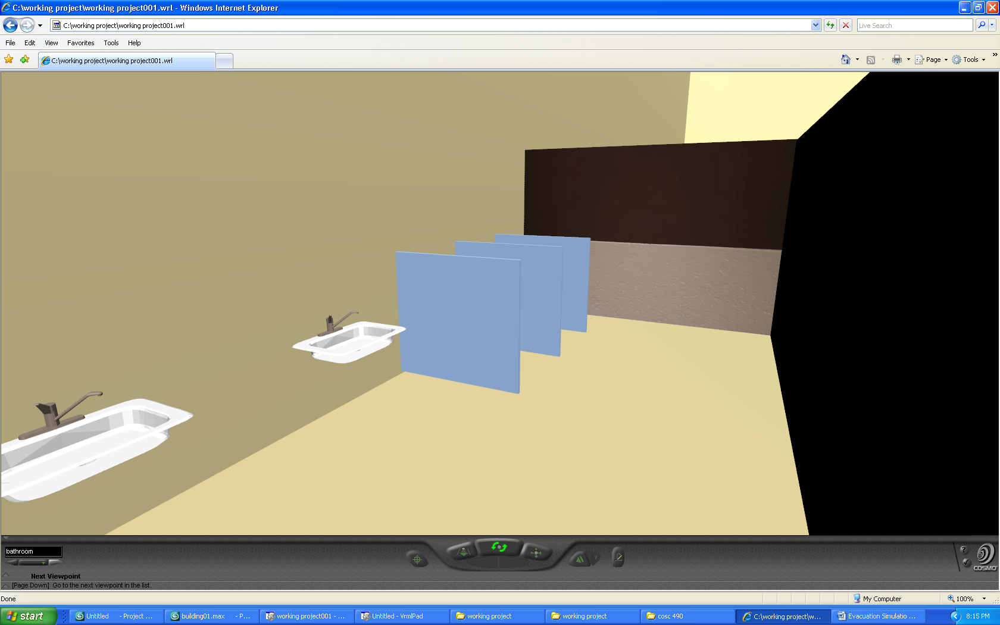 C:\working project\working project001.wrl - Windows Internet Explorer
C:\working project\working project001.wrl
Live Search
File Edit View Favorites Tools Help
C:\working project\working project001.wrl
Page Tools »
bathroom
Next Viewpoint
[Page Down] Go to the next viewpoint in the list.
?
COSMO
Done
My Computer
100%
start
Untitled - Project ...
building01.max - P...
working project001 - ...
Untitled - VrmlPad
working project
working project
cosc 490
C:\working project\w...
Evacuation Simulatio ...
8:15 PM